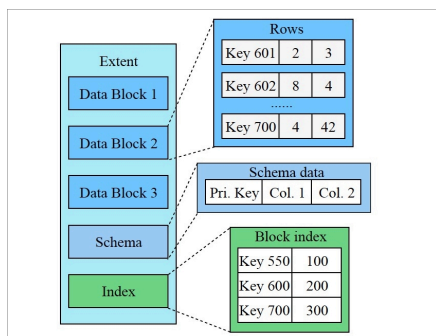 Extent
Data Block 1
Data Block 2
Data Block 3
Schema
Index
Rows
Key 601 2 3
Key 602 8 4
......
Key 700 4 42
Schema data
Pri. Key Col. 1 Col. 2
Block index
Key 550 100
Key 600 200
Key 700 300